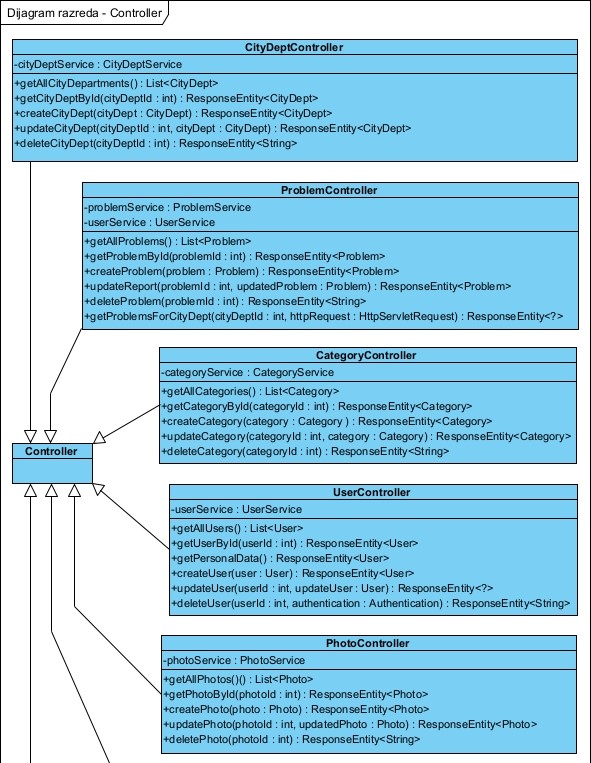 Dijagram razreda - Controller
CityDeptController
-cityDeptService : CityDeptService
+getAllCityDepartments() : List<CityDept>
+getCityDeptById(cityDeptId : int) : ResponseEntity<CityDept>
+createCityDept(cityDept : CityDept) : ResponseEntity<CityDept>
+updateCityDept(cityDeptId : int, cityDept : CityDept) : ResponseEntity<CityDept>
+deleteCityDept(cityDeptId : int) : ResponseEntity<String>
ProblemController
-problemService : ProblemService
-userService : UserService
+getAllProblems() : List<Problem>
+getProblemById(problemId : int) : ResponseEntity<Problem>
+createProblem(problem : Problem) : ResponseEntity<Problem>
+updateReport(problemId : int, updatedProblem : Problem) : ResponseEntity<Problem>
+deleteProblem(problemId : int) : ResponseEntity<String>
+getProblemsForCityDept(cityDeptId : int, httpRequest : HttpServletRequest) : ResponseEntity<?>
CategoryController
-categoryService : CategoryService
+getAllCategories() : List<Category>
+getCategoryById(categoryId : int) : ResponseEntity<Category>
+createCategory(category : Category ) : ResponseEntity<Category>
+updateCategory(categoryId : int, category : Category) : ResponseEntity<Category>
+deleteCategory(categoryId : int) : ResponseEntity<String>
Controller
UserController
-userService : UserService
+getAllUsers() : List<User>
+getUserById(userId : int) : ResponseEntity<User>
+getPersonalData() : ResponseEntity<User>
+createUser(user : User) : ResponseEntity<User>
+updateUser(userId : int, updateUser : User) : ResponseEntity<?>
+deleteUser(userId : int, authentication : Authentication) : ResponseEntity<String>
PhotoController
-photoService : PhotoService
+getAllPhotos()() : List<Photo>
+getPhotoById(photoId : int) : ResponseEntity<Photo>
+createPhoto(photo : Photo) : ResponseEntity<Photo>
+updatePhoto(photoId : int, updatedPhoto : Photo) : ResponseEntity<Photo>
+deletePhoto(photoId : int) : ResponseEntity<String>